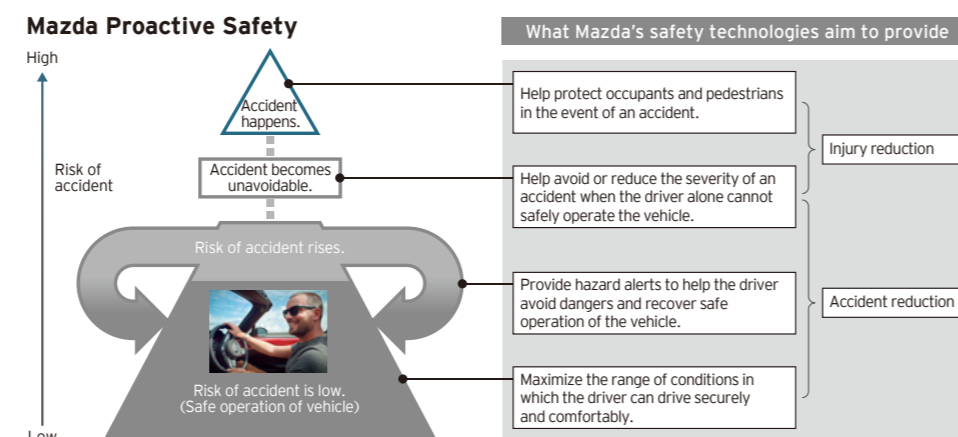 Mazda Proactive Safety
What Mazda's safety technologies aim to provide
High
Risk of
accident
Low
Accident
happens.
Accident becomes
unavoidable.
Risk of accident rises.
Risk of accident is low.
(Safe operation of vehicle)
Help protect occupants and pedestrians
in the event of an accident.
Help avoid or reduce the severity of an
accident when the driver alone cannot
safely operate the vehicle.
Provide hazard alerts to help the driver
avoid dangers and recover safe
operation of the vehicle.
Maximize the range of conditions in
which the driver can drive securely
and comfortably.
Injury reduction
Accident reduction